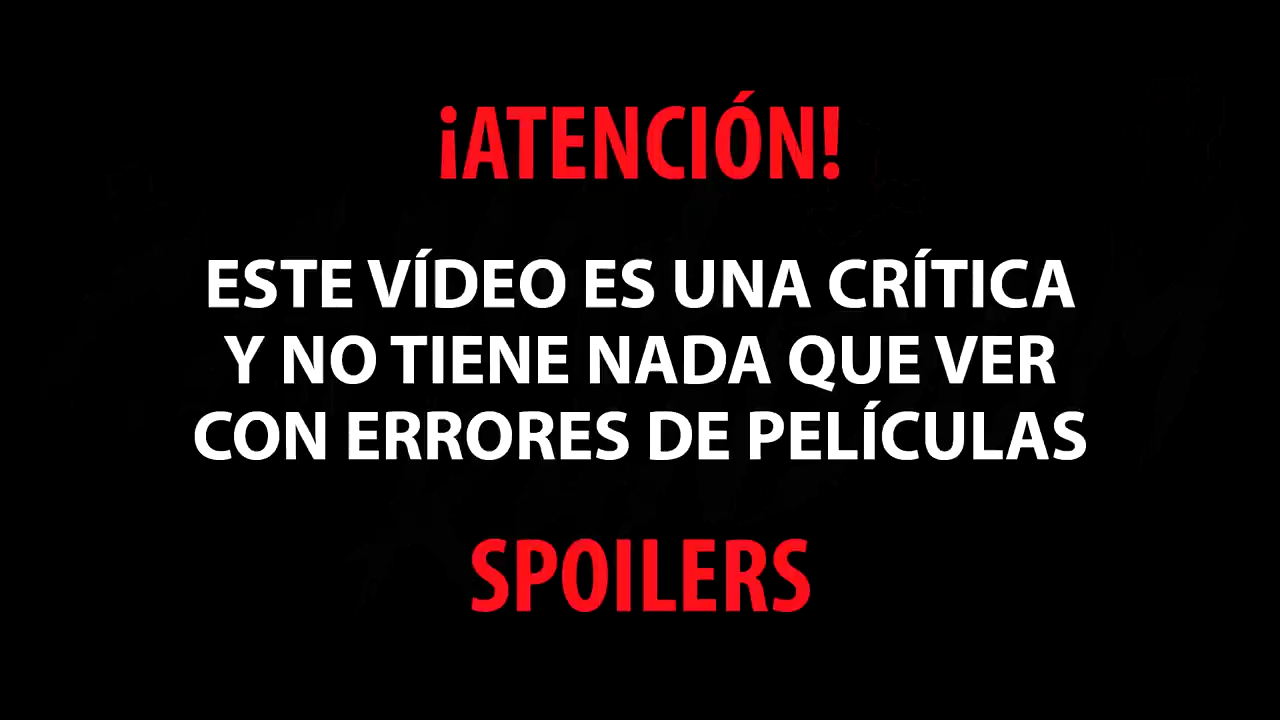 ¡ATENCIÓN!
ESTE VÍDEO ES UNA CRÍTICA
Y NO TIENE NADA QUE VER
CON ERRORES DE PELÍCULAS
SPOILERS